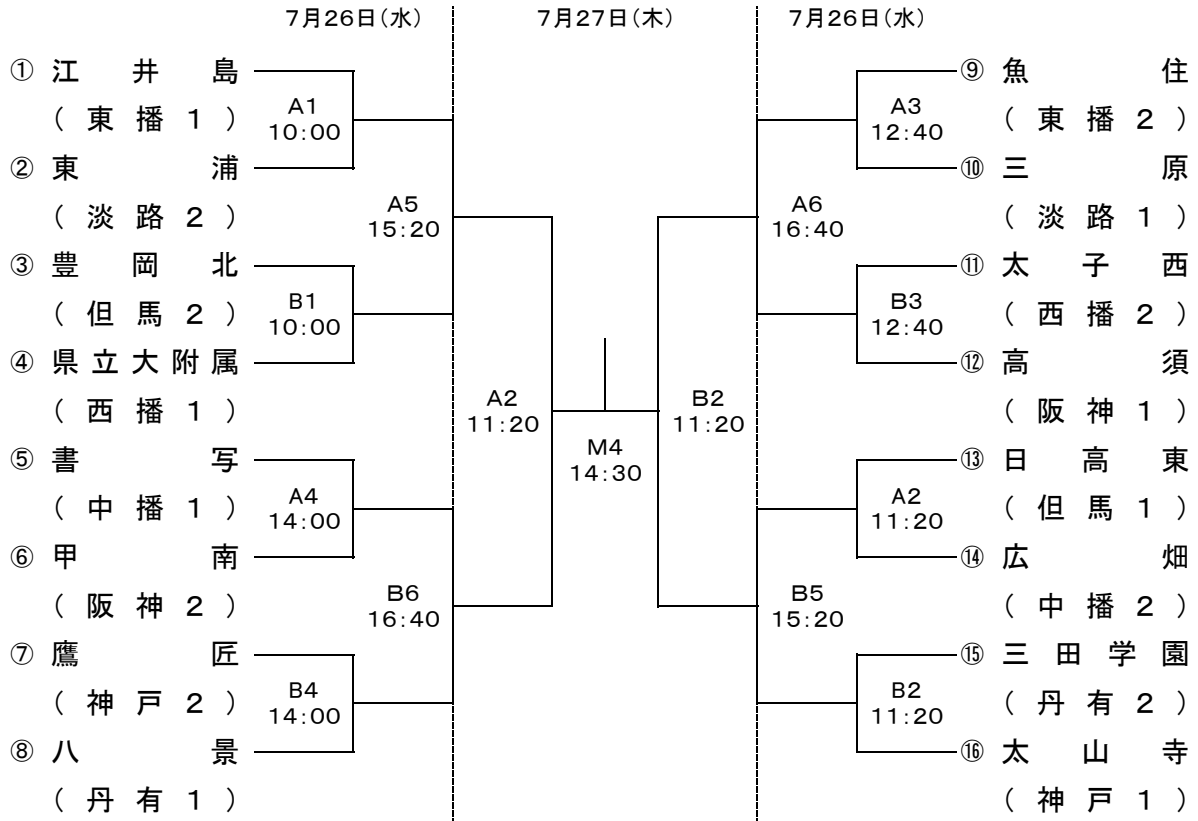 7月26日(水) 7月27日(木) 7月26日(水)
① 江井島 ⑨ 魚住
(東播1) A1 A3 (東播2)
10:00 12:40
② 東浦 ⑩ 三原
(淡路2) A5 A6 (淡路1)
15:20 16:40
③ 豊岡北 ⑪ 太子西
(但馬2) B1 B3 (西播2)
10:00 12:40
④ 県立大附属 ⑫ 高須
(西播1) A2 B2 (阪神1)
11:20 11:20
⑤ 書写 M4 ⑬ 日高東
14:30
(中播1) A4 A2 (但馬1)
14:00 11:20
⑥ 甲南 ⑭ 広畑
(阪神2) B6 B5 (中播2)
16:40 15:20
⑦ 鷹匠 ⑮ 三田学園
(神戸2) B4 B2 (丹有2)
14:00 11:20
⑧ 八景 ⑯ 太山寺
(丹有1) (神戸1)